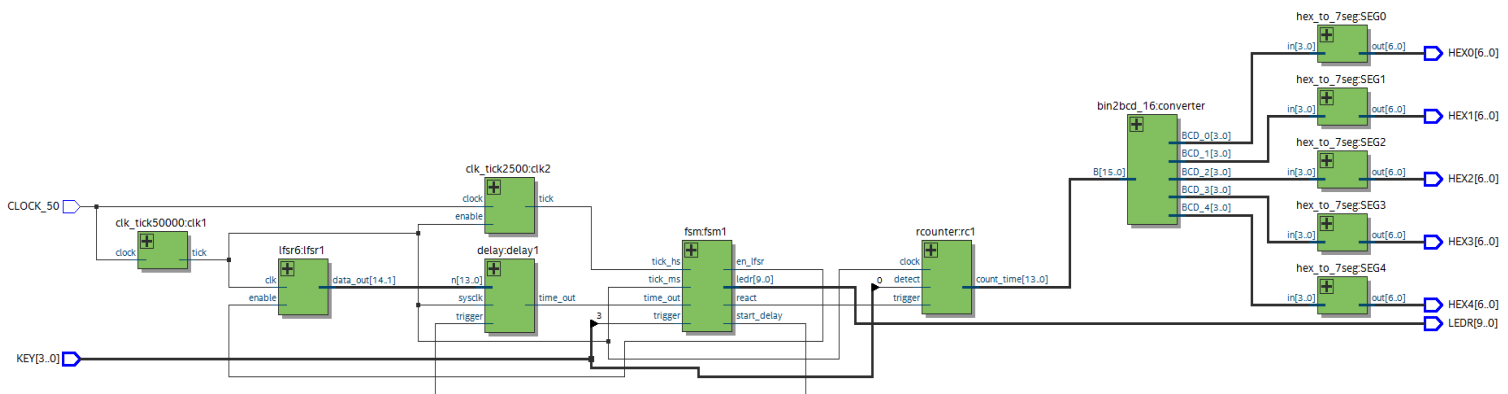 hex_to_7seg:SEG0
in[3..0] out[6..0] HEX0[6..0]
hex_to_7seg:SEG1
in[3..0] out[6..0] HEX1[6..0]
bin2bcd_16:converter
BCD_0[3..0]
BCD_1[3..0]
B[15..0] BCD_2[3..0]
BCD_3[3..0]
BCD_4[3..0]
hex_to_7seg:SEG2
in[3..0] out[6..0] HEX2[6..0]
hex_to_7seg:SEG3
in[3..0] out[6..0] HEX3[6..0]
hex_to_7seg:SEG4
in[3..0] out[6..0] HEX4[6..0]
LEDR[9..0]
clk_tick2500:clk2
clock tick
enable
CLOCK_50
clk_tick50000:clk1
clock tick
lfsr6:lfsr1
clk data_out[14..1]
enable
delay:delay1
n[13..0]
sysclk time_out
trigger
fsm:fsm1
tick_hs en_lfsr
tick_ms ledr[9..0]
time_out react
trigger start_delay
rcounter:rc1
clock
detect count_time[13..0]
trigger
0
3
KEY[3..0]